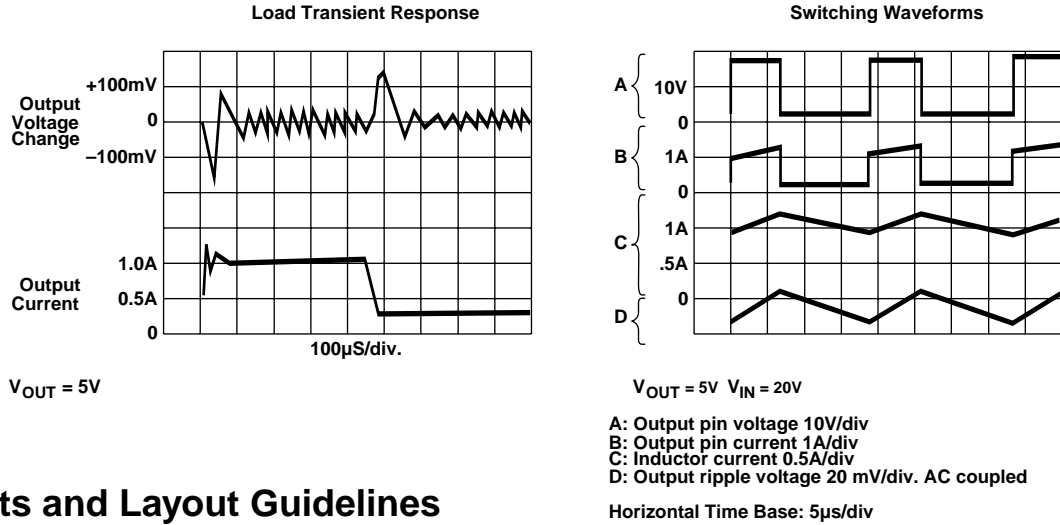 Load Transient Response
+100mV
Output
Voltage
Change
0
–100mV
Output
Current
1.0A
0.5A
0
100µS/div.
VOUT = 5V
Switching Waveforms
A
10V
0
B
1A
0
C
1A
.5A
0
D
VOUT = 5V VIN = 20V
A: Output pin voltage 10V/div
B: Output pin current 1A/div
C: Inductor current 0.5A/div
D: Output ripple voltage 20 mV/div. AC coupled
Horizontal Time Base: 5µs/div
ts and Layout Guidelines